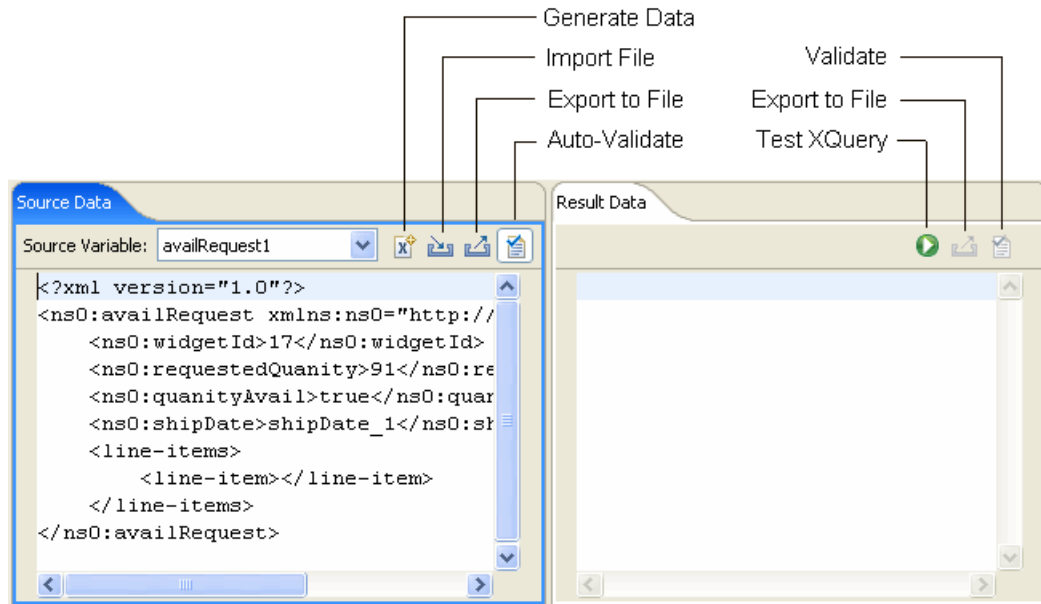 Generate Data
Import File
Validate
Export to File
Export to File
Auto-Validate
Test XQuery
Source Data
Result Data
Source Variable: availRequest1
<?xml version="1.0"?>
<ns0:availRequest xmlns:ns0="http://
<ns0:widgetId>17</ns0:widgetId>
<ns0:requestedQuanity>91</ns0:re
<ns0:quanityAvail>true</ns0:quan
<ns0:shipDate>shipDate_1</ns0:sh
<line-items>
<line-item></line-item>
</line-items>
</ns0:availRequest>